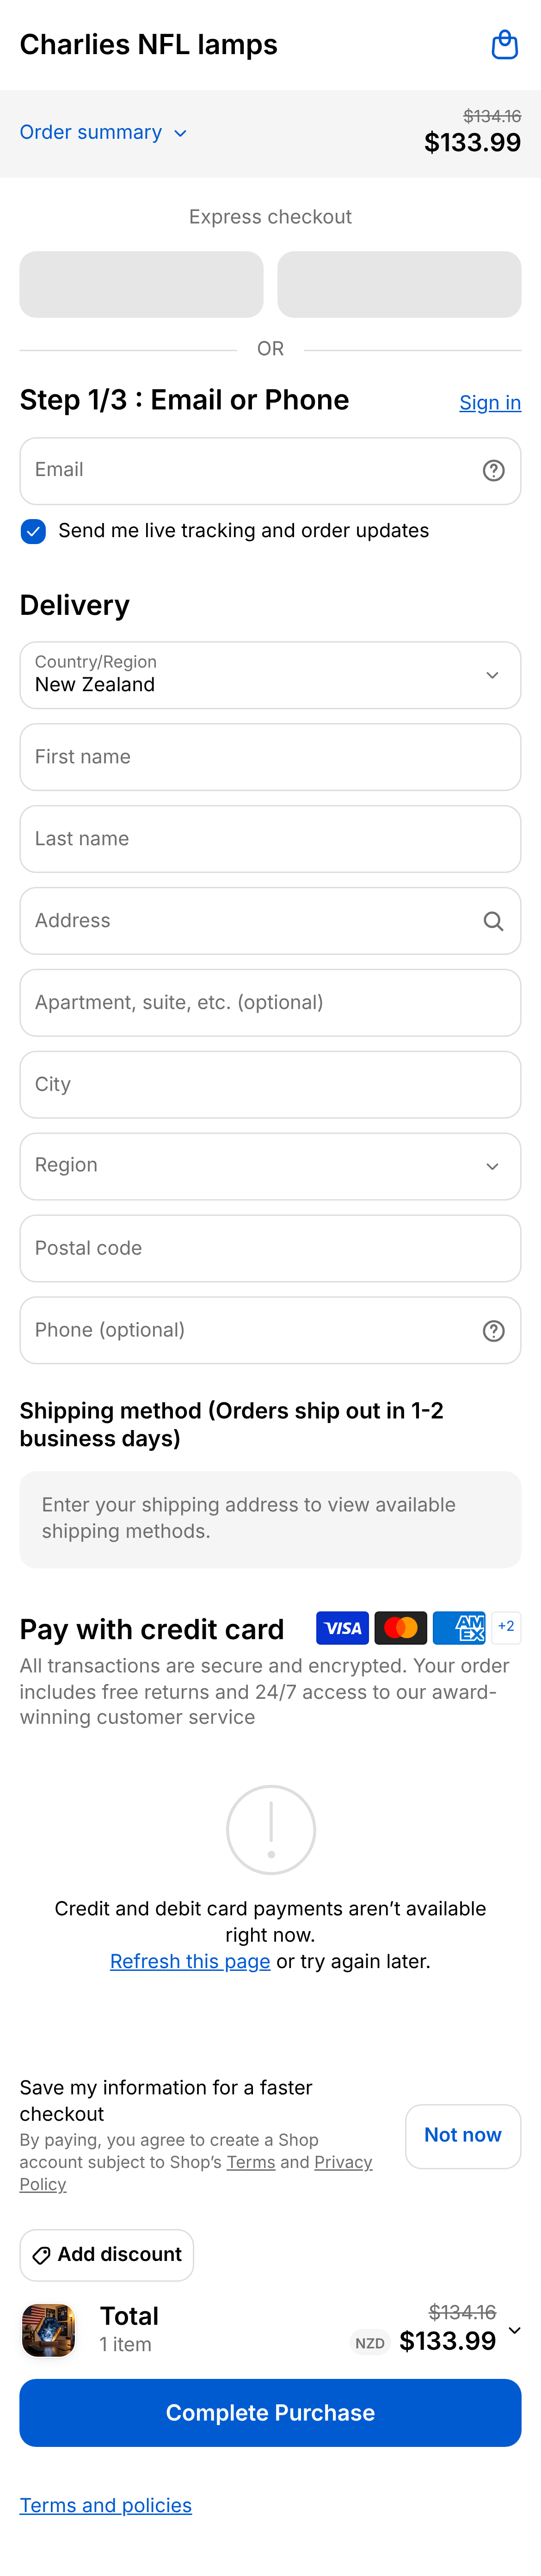 Charlies NFL lamps
Order summary
$134.16
$133.99
Express checkout
OR
Step 1/3 : Email or Phone
Sign in
Email
Send me live tracking and order updates
Delivery
Country/Region
New Zealand
First name
Last name
Address
Apartment, suite, etc. (optional)
City
Region
Postal code
Phone (optional)
Shipping method (Orders ship out in 1-2
business days)
Enter your shipping address to view available
shipping methods.
Pay with credit card
VISA
AM
EX
+2
All transactions are secure and encrypted. Your order
includes free returns and 24/7 access to our award-
winning customer service
Credit and debit card payments aren’t available
right now.
Refresh this page or try again later.
Save my information for a faster
checkout
By paying, you agree to create a Shop
account subject to Shop’s Terms and Privacy
Policy
Not now
Add discount
Total
1 item
$134.16
NZD $133.99
Complete Purchase
Terms and policies